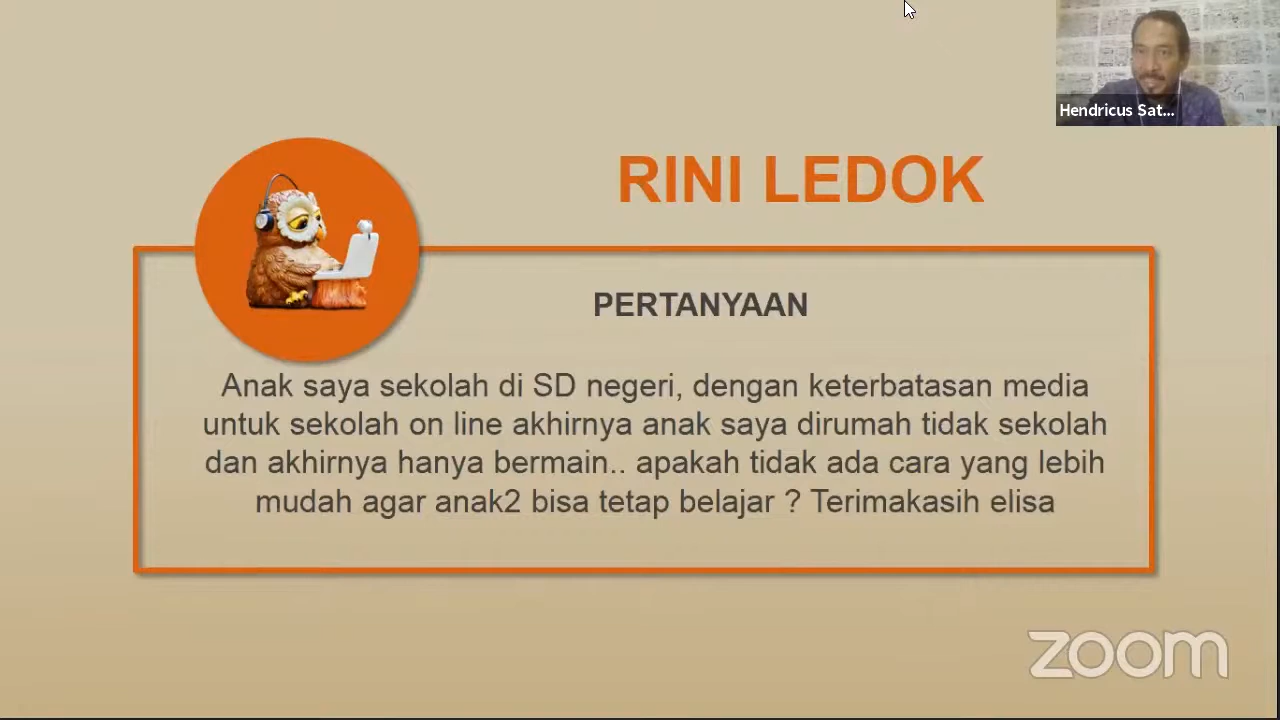 Hendricus Sat...
RINI LEDOK
PERTANYAAN
Anak saya sekolah di SD negeri, dengan keterbatasan media
untuk sekolah on line akhirnya anak saya dirumah tidak sekolah
dan akhirnya hanya bermain.. apakah tidak ada cara yang lebih
mudah agar anak2 bisa tetap belajar ? Terimakasih elisa
zoom